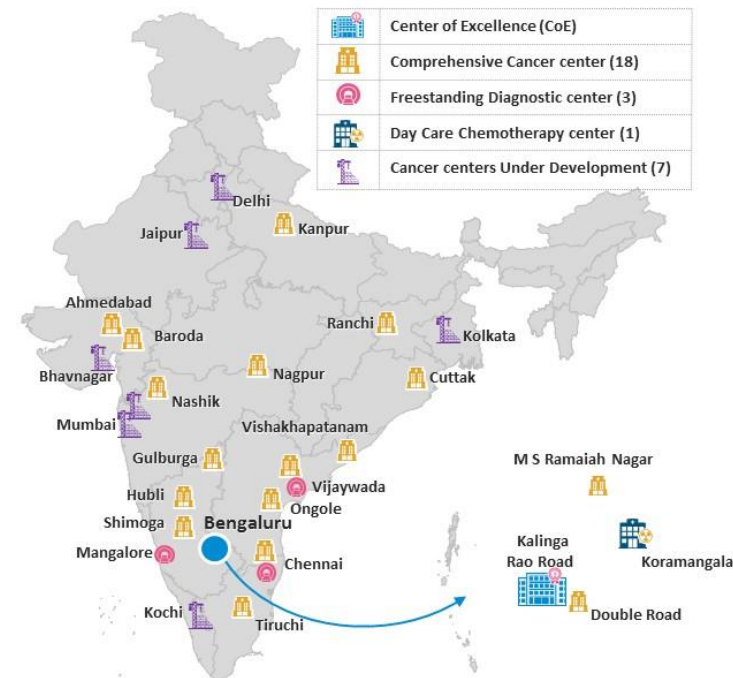 Center of Excellence (CoE)
Comprehensive Cancer center (18)
Freestanding Diagnostic center (3)
Day Care Chemotherapy center (1)
Cancer centers Under Development (7)
Delhi
Jaipur
Kanpur
Ahmedabad
Baroda
Ranchi
Kolkata
Bhavnagar
Nagpur
Cuttak
Nashik
Mumbai
Vishakhapatanam
Gulburga
M S Ramaiah Nagar
Hubli
Vijaywada
Ongole
Shimoga
Bengaluru
Mangalore
Chennai
Kalinga
Rao Road
Koramangala
Kochi
Tiruchi
Double Road